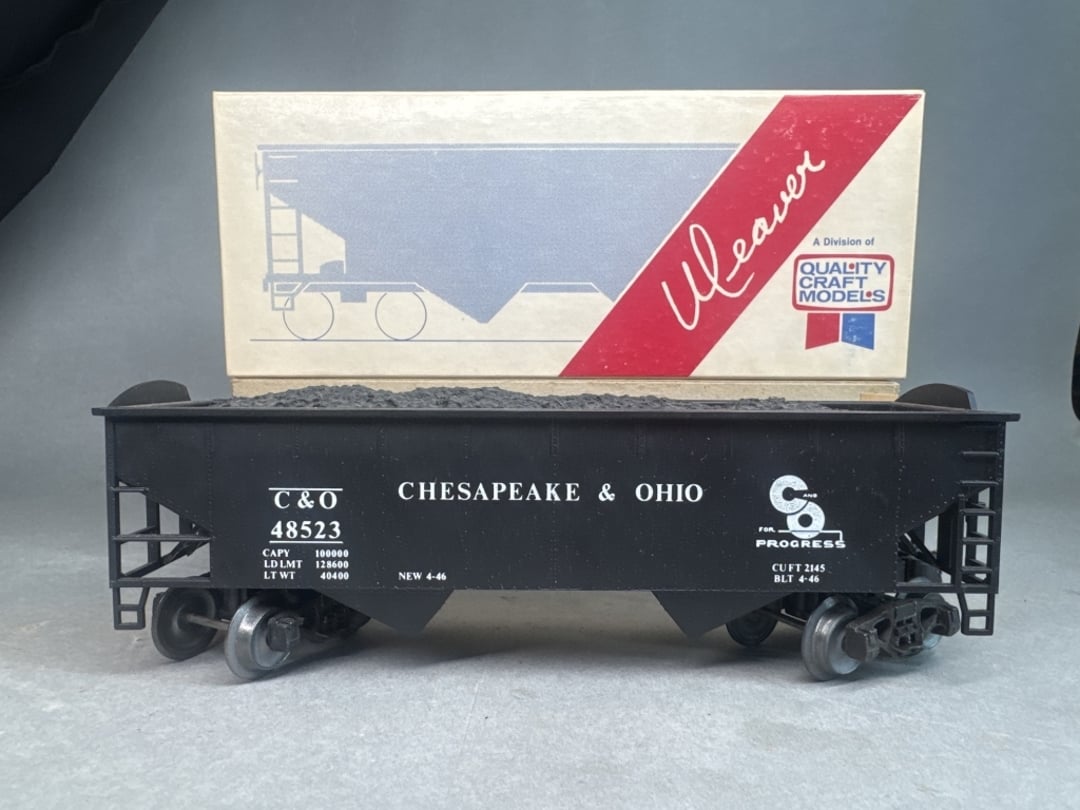 Weaver
A Division of
QUALITY
CRAFT
MODELS
C & O
48523
CAPY 100000
LD LMT 128600
LT WT 40400
NEW 4-46
CHESAPEAKE & OHIO
C AND
O
FOR
PROGRESS
CU FT 2145
BLT 4-46